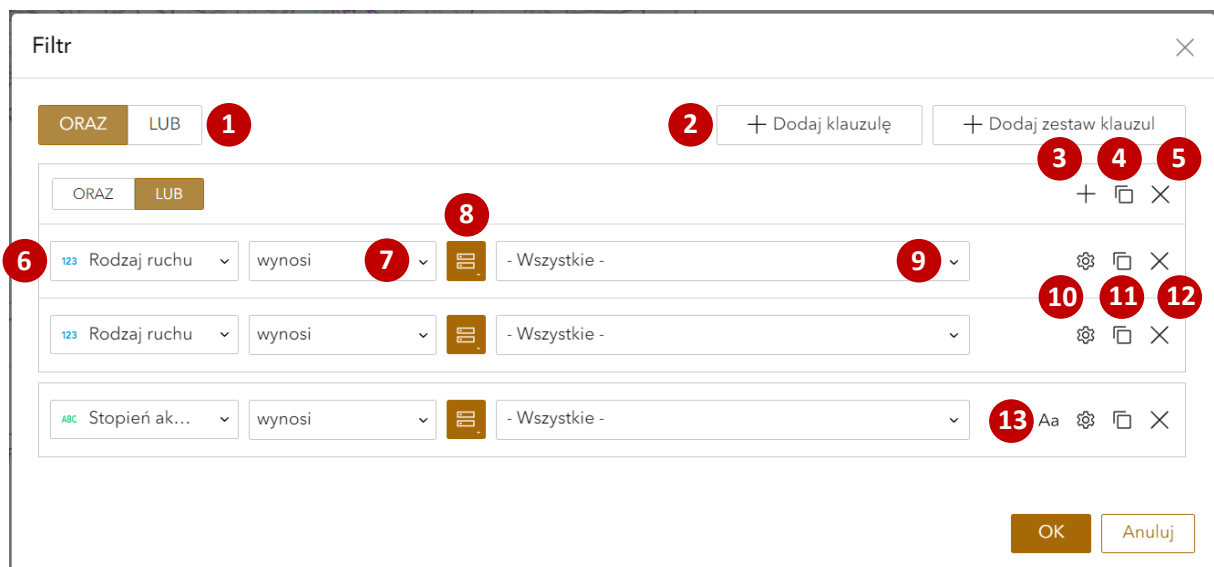 Filtr
ORAZ LUB 1 2 + Dodaj klauzulę + Dodaj zestaw klauzul
3 4 5
ORAZ LUB
8
6 123 Rodzaj ruchu wynosi 7 - Wszystkie - 9
10 11 12
123 Rodzaj ruchu wynosi - Wszystkie -
ABC Stopień ak... wynosi - Wszystkie - 13 Aa
OK Anuluj